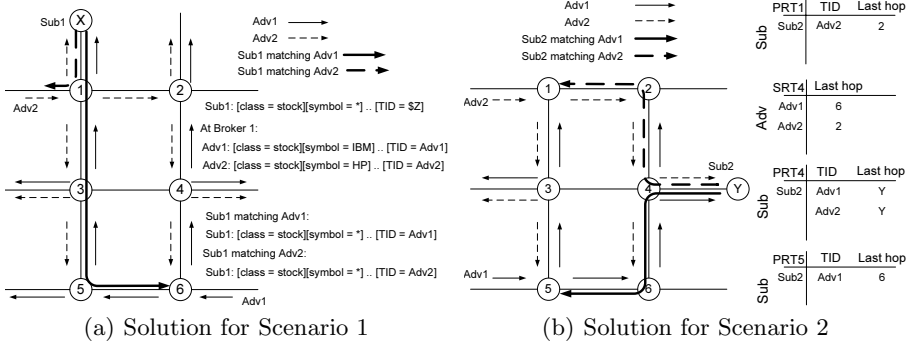 X
Sub1
Adv1
Adv2
Sub1 matching Adv1
Sub1 matching Adv2
1
2
Adv2
Sub1: [class = stock][symbol = *] .. [TID = $Z]
At Broker 1:
Adv1: [class = stock][symbol = IBM] .. [TID = Adv1]
Adv2: [class = stock][symbol = HP] .. [TID = Adv2]
3
4
Sub1 matching Adv1:
Sub1: [class = stock][symbol = *] .. [TID = Adv1]
Sub1 matching Adv2:
Sub1: [class = stock][symbol = *] .. [TID = Adv2]
5
6
Adv1
(a) Solution for Scenario 1
Adv1
Adv2
Sub2 matching Adv1
Sub2 matching Adv2
1
2
Adv2
Sub2
3
4
Y
Adv1
5
6
(b) Solution for Scenario 2
PRT1 TID Last hop
Sub Sub2 Adv2 2
SRT4 Last hop
Adv Adv1 6
Adv2 2
PRT4 TID Last hop
Sub Sub2 Adv1 Y
Adv2 Y
PRT5 TID Last hop
Sub Sub2 Adv1 6